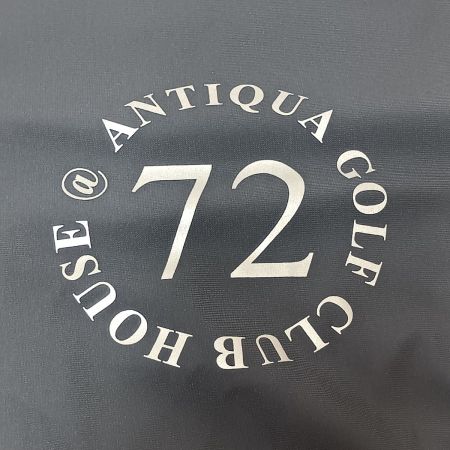 @ ANTIQUA GOLF CLUB HOUSE
72